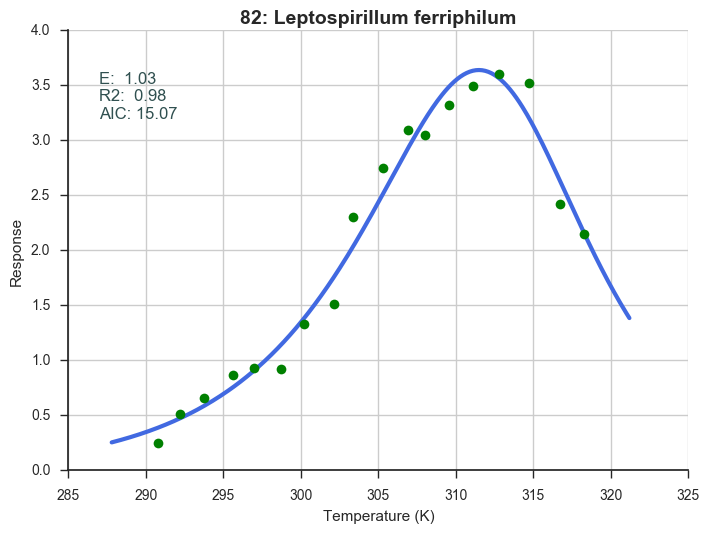 82: Leptospirillum ferriphilum
E:  1.03
R2:  0.98
AIC: 15.07
4.0
3.5
3.0
2.5
2.0
1.5
1.0
0.5
0.0
Response
285 290 295 300 305 310 315 320 325
Temperature (K)